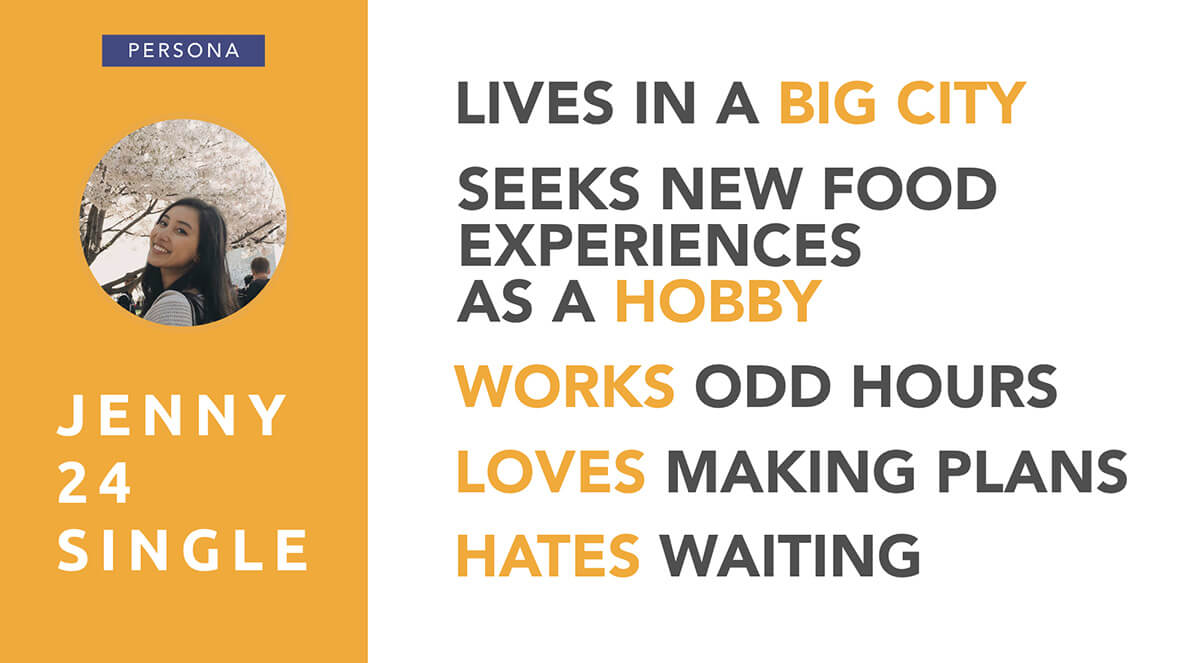 PERSONA
JENNY
24
SINGLE
LIVES IN A BIG CITY
SEEKS NEW FOOD
EXPERIENCES
AS A HOBBY
WORKS ODD HOURS
LOVES MAKING PLANS
HATES WAITING